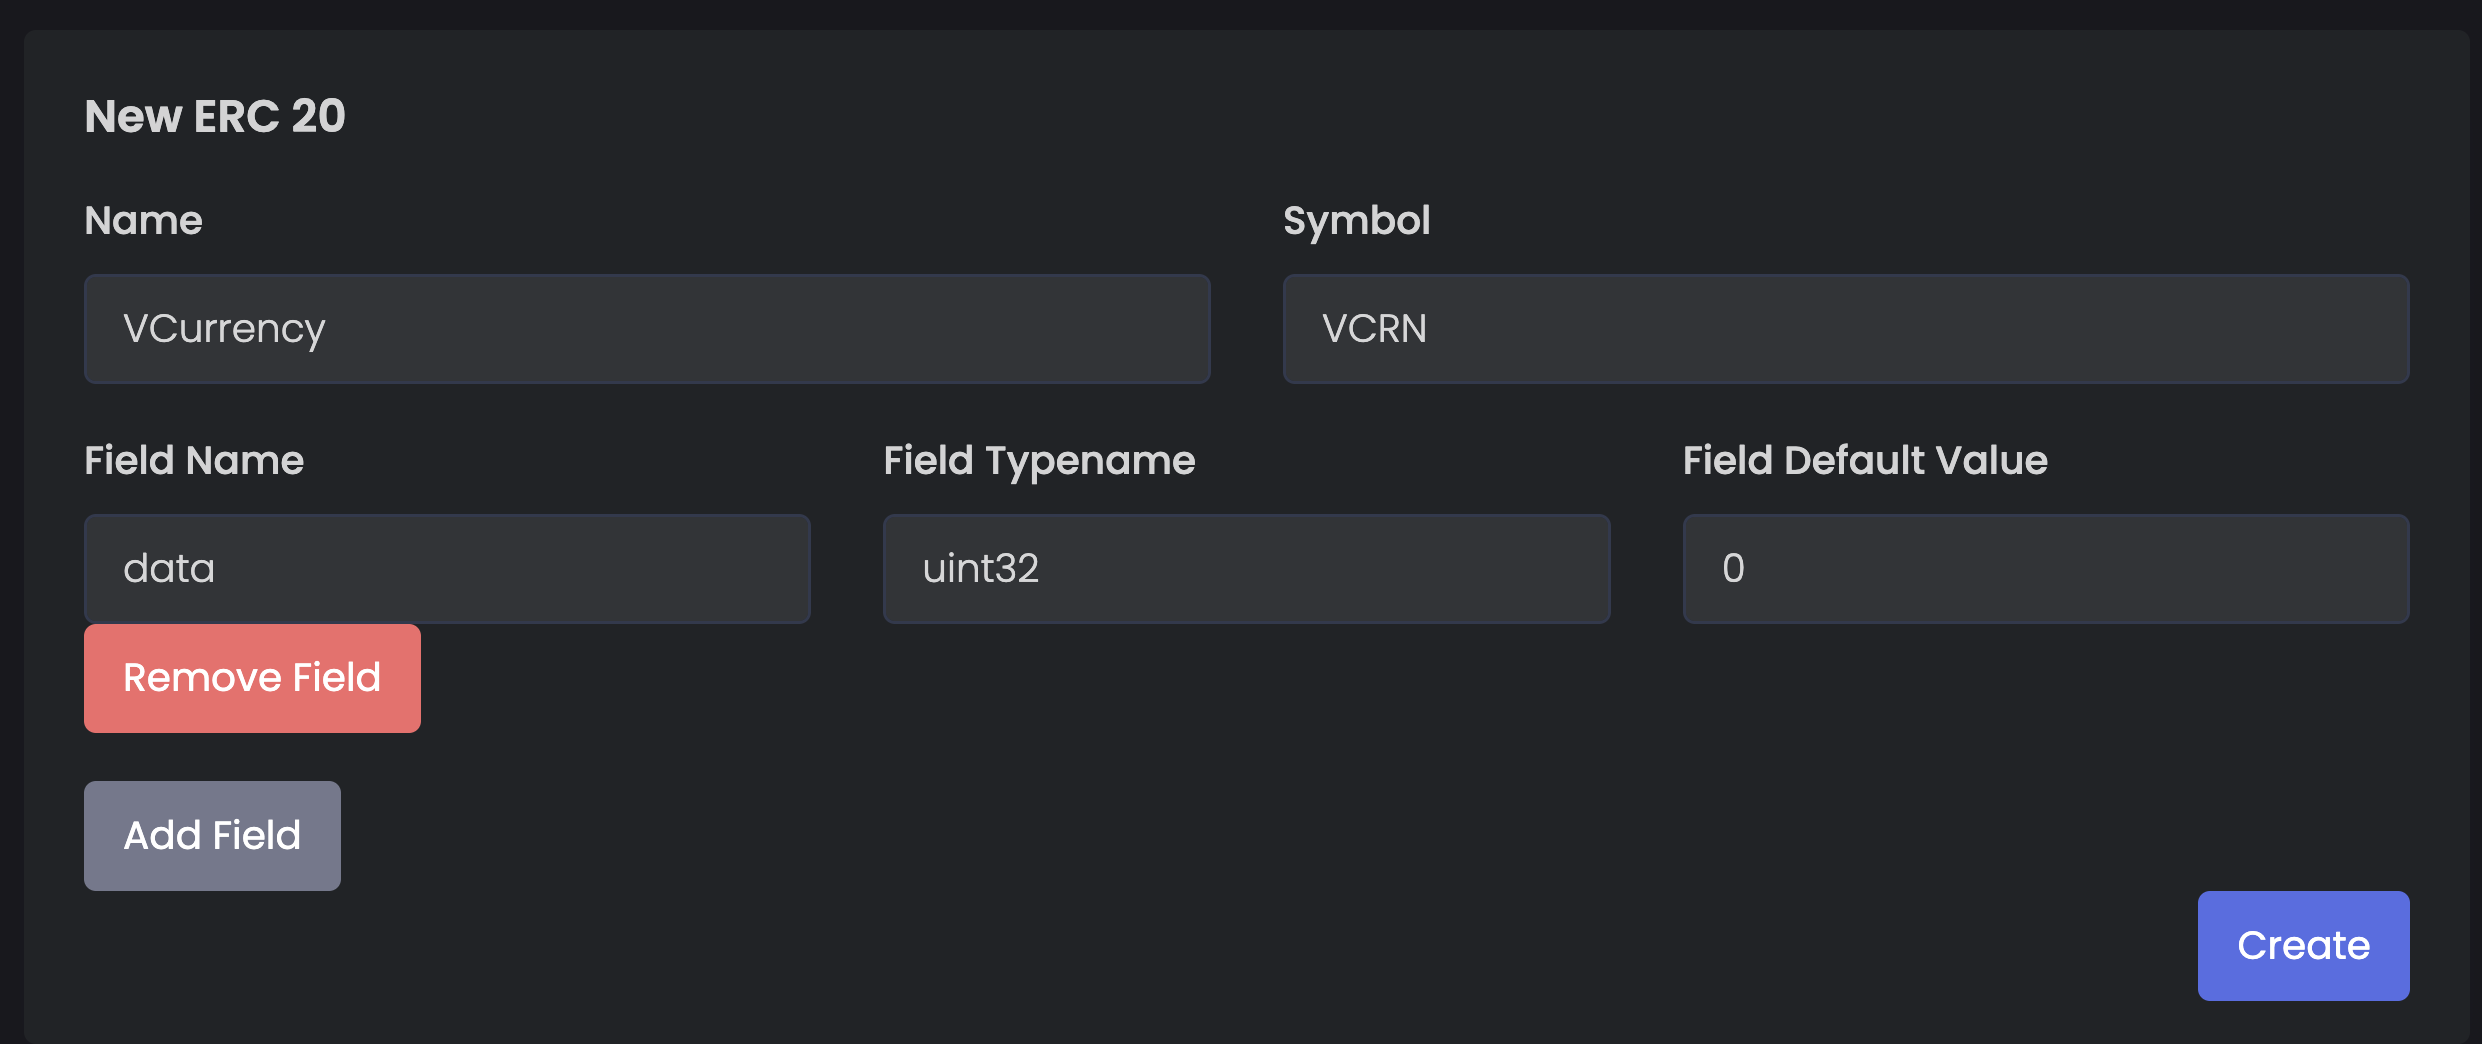 New ERC 20
Name
Symbol
VCurrency
VCRN
Field Name
Field Typename
Field Default Value
data
uint32
0
Remove Field
Add Field
Create